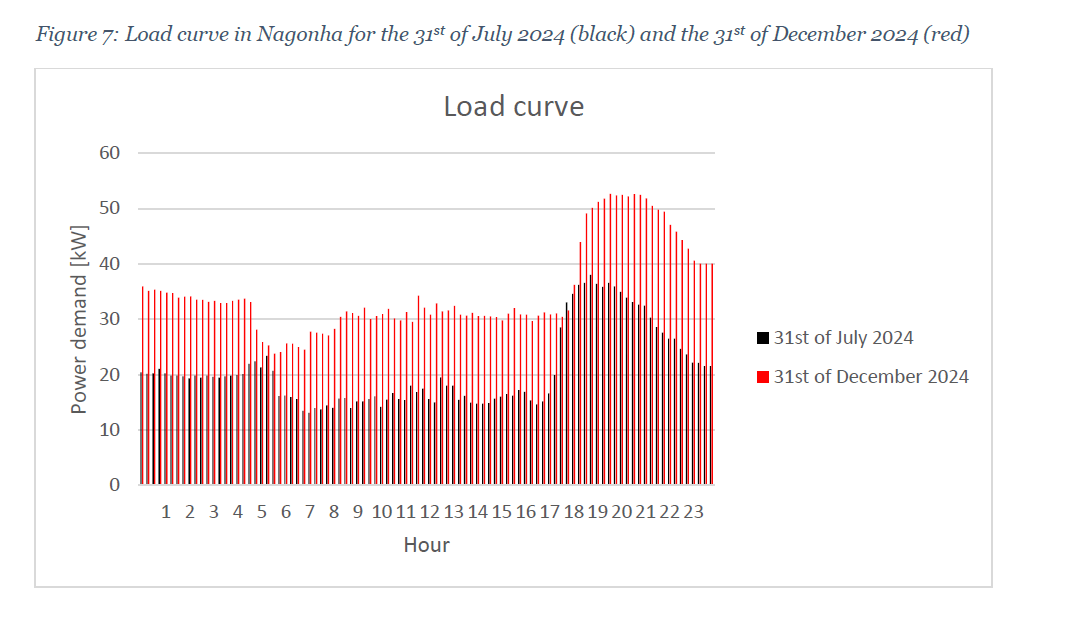 Figure 7: Load curve in Nagonha for the 31st of July 2024 (black) and the 31st of December 2024 (red)
Load curve
60
50
40
30
20
10
0
Power demand [kW]
1 2 3 4 5 6 7 8 9 10 11 12 13 14 15 16 17 18 19 20 21 22 23
Hour
31st of July 2024
31st of December 2024